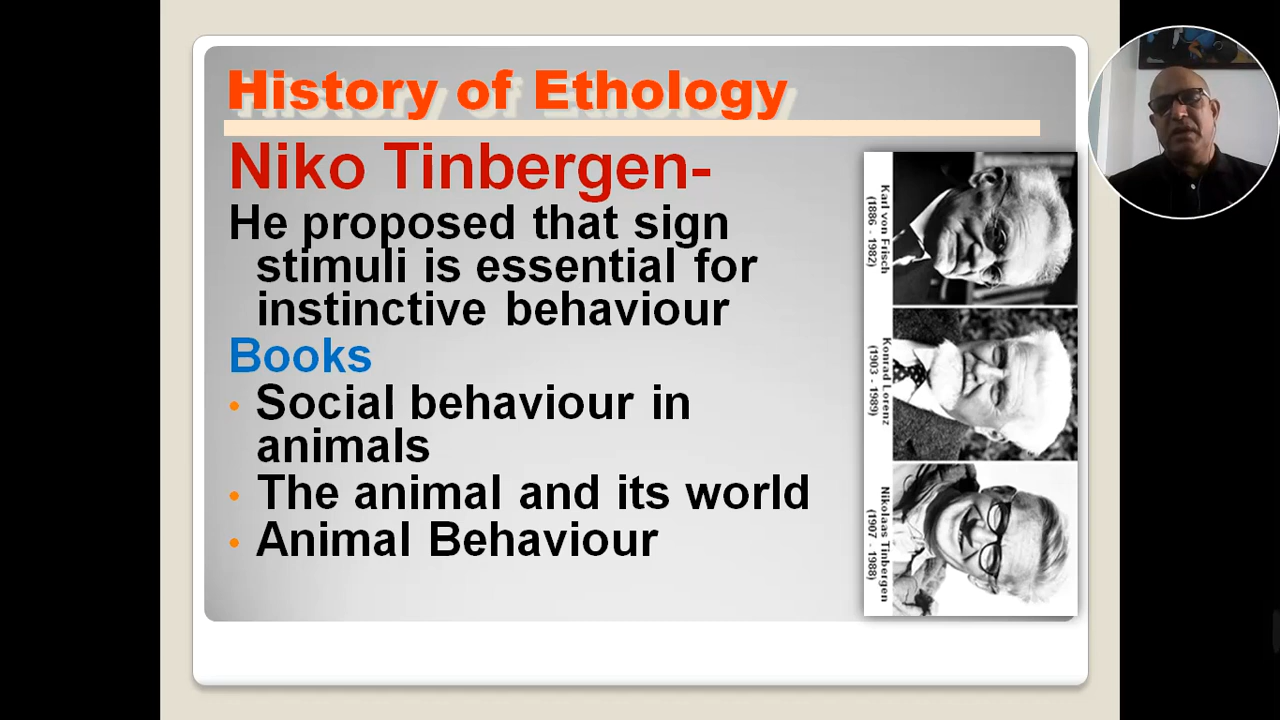 History of Ethology
Niko Tinbergen-
He proposed that sign
stimuli is essential for
instinctive behaviour
Books
• Social behaviour in
animals
• The animal and its world
• Animal Behaviour
Karl von Frisch
(1886 - 1982)
Konrad Lorenz
(1903 - 1989)
Nikolaas Tinbergen
(1907 - 1988)